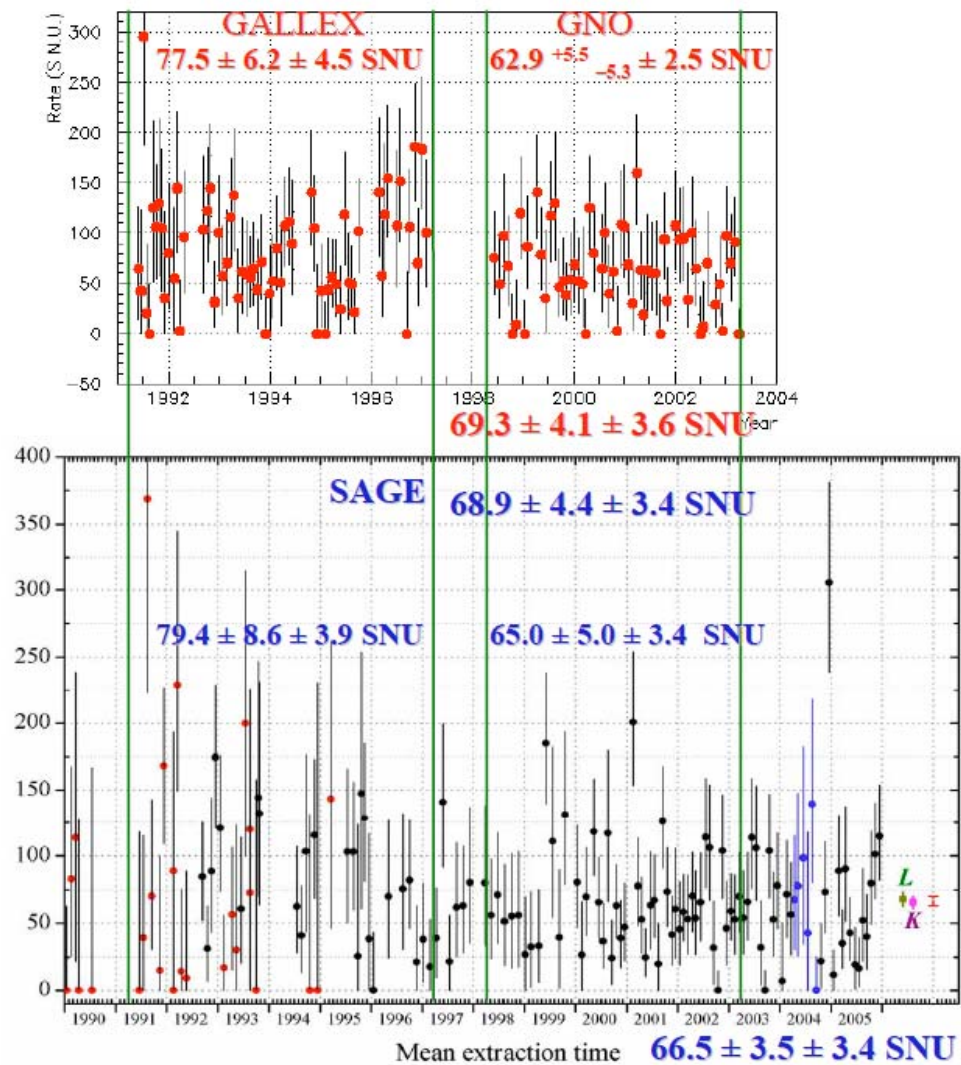 GALLEX GNO
77.5 ± 6.2 ± 4.5 SNU 62.9 +5.5 −5.3 ± 2.5 SNU
Rate (S.N.U.)
300
250
200
150
100
50
0
−50
1992 1994 1996 1998 2000 2002 2004
Year
69.3 ± 4.1 ± 3.6 SNU
SAGE 68.9 ± 4.4 ± 3.4 SNU
79.4 ± 8.6 ± 3.9 SNU 65.0 ± 5.0 ± 3.4 SNU
400
350
300
250
200
150
100
50
0
L
K
1990 1991 1992 1993 1994 1995 1996 1997 1998 1999 2000 2001 2002 2003 2004 2005
Mean extraction time 66.5 ± 3.5 ± 3.4 SNU